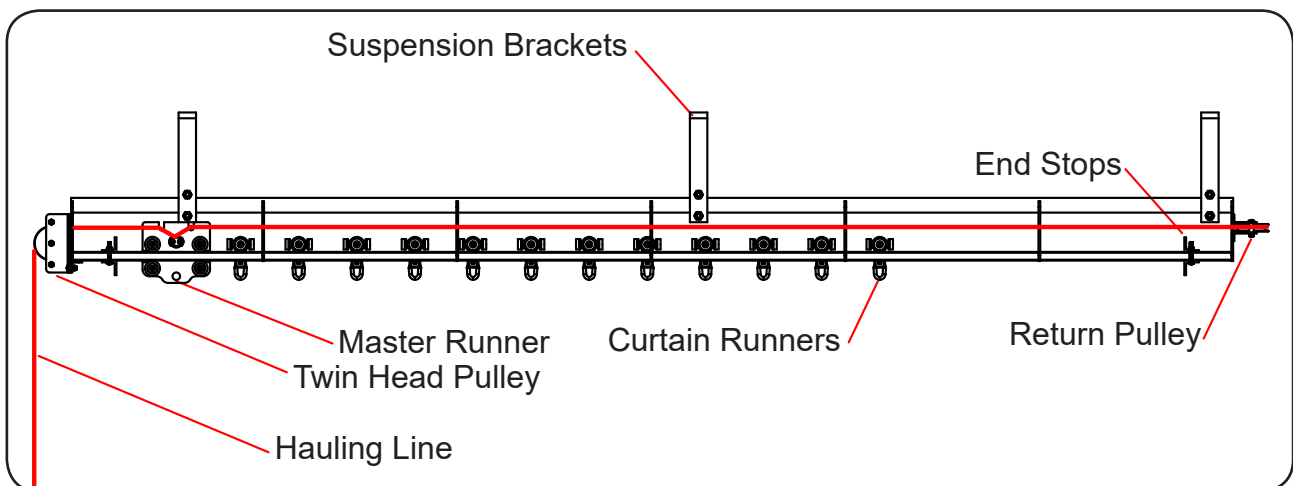 Suspension Brackets
End Stops
Master Runner
Curtain Runners
Return Pulley
Twin Head Pulley
Hauling Line